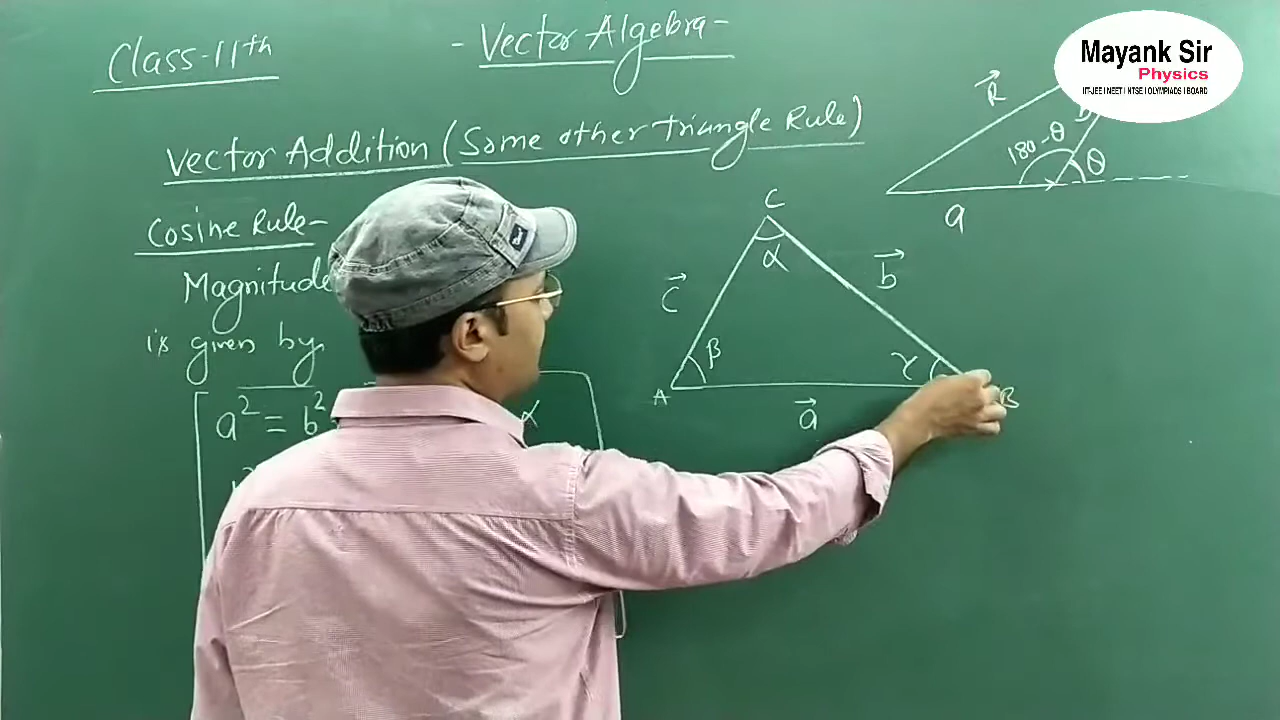 Class-11th
- Vector Algebra -
Mayank Sir
Physics
IIT-JEE I NEET I NTSE I OLYMPIADS I BOARD
Vector Addition (Some other Triangle Rule)
R
180-θ
θ
a
Cosine Rule-
Magnitude
is given by
a² = b²
α
C
α
b
c
β
γ
A
a
B